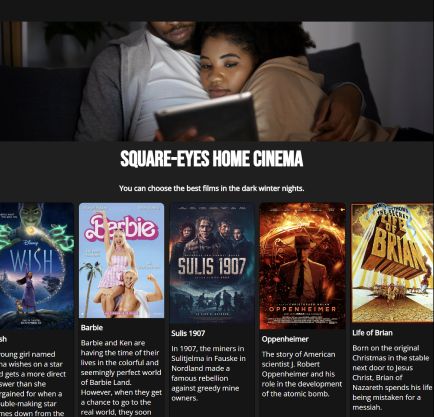 SQUARE-EYES HOME CINEMA
You can choose the best films in the dark winter nights.
Disney
WISH
Barbie
SULIS 1907
OPPENHEIMER
LIFE OF
BRIAN
sh
oung girl named
ha wishes on a star
d gets a more direct
swer than she
rgained for when a
uble-making star
mes down from the
Barbie
Barbie and Ken are
having the time of their
lives in the colorful and
seemingly perfect world
of Barbie Land.
However, when they get
a chance to go to the
real world, they soon
Sulis 1907
In 1907, the miners in
Sulitjelma in Fauske in
Nordland made a
famous rebellion
against greedy mine
owners.
Oppenheimer
The story of American
scientist J. Robert
Oppenheimer and his
role in the development
of the atomic bomb.
Life of Brian
Born on the original
Christmas in the stable
next door to Jesus
Christ, Brian of
Nazareth spends his life
being mistaken for a
messiah.